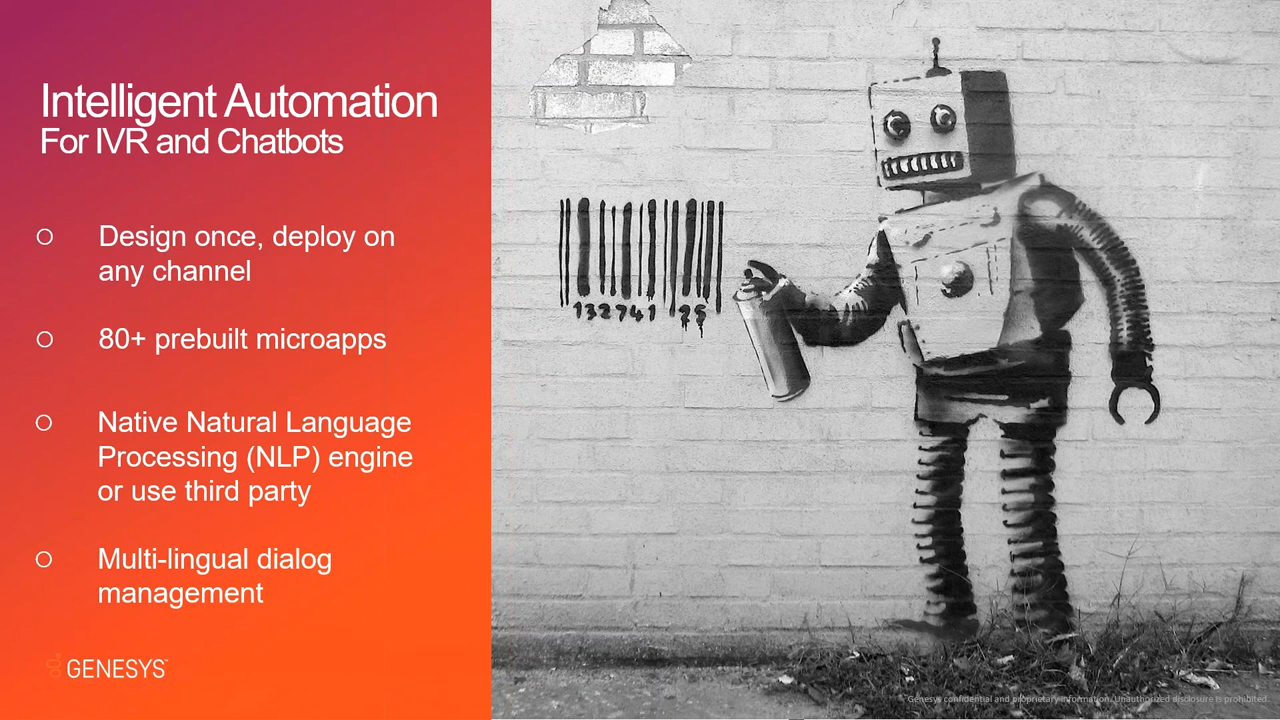 Intelligent Automation
For IVR and Chatbots
Design once, deploy on
any channel
80+ prebuilt microapps
Native Natural Language
Processing (NLP) engine
or use third party
Multi-lingual dialog
management
GENESYS™
132741 25
Genesys confidential and proprietary information. Unauthorized disclosure is prohibited.